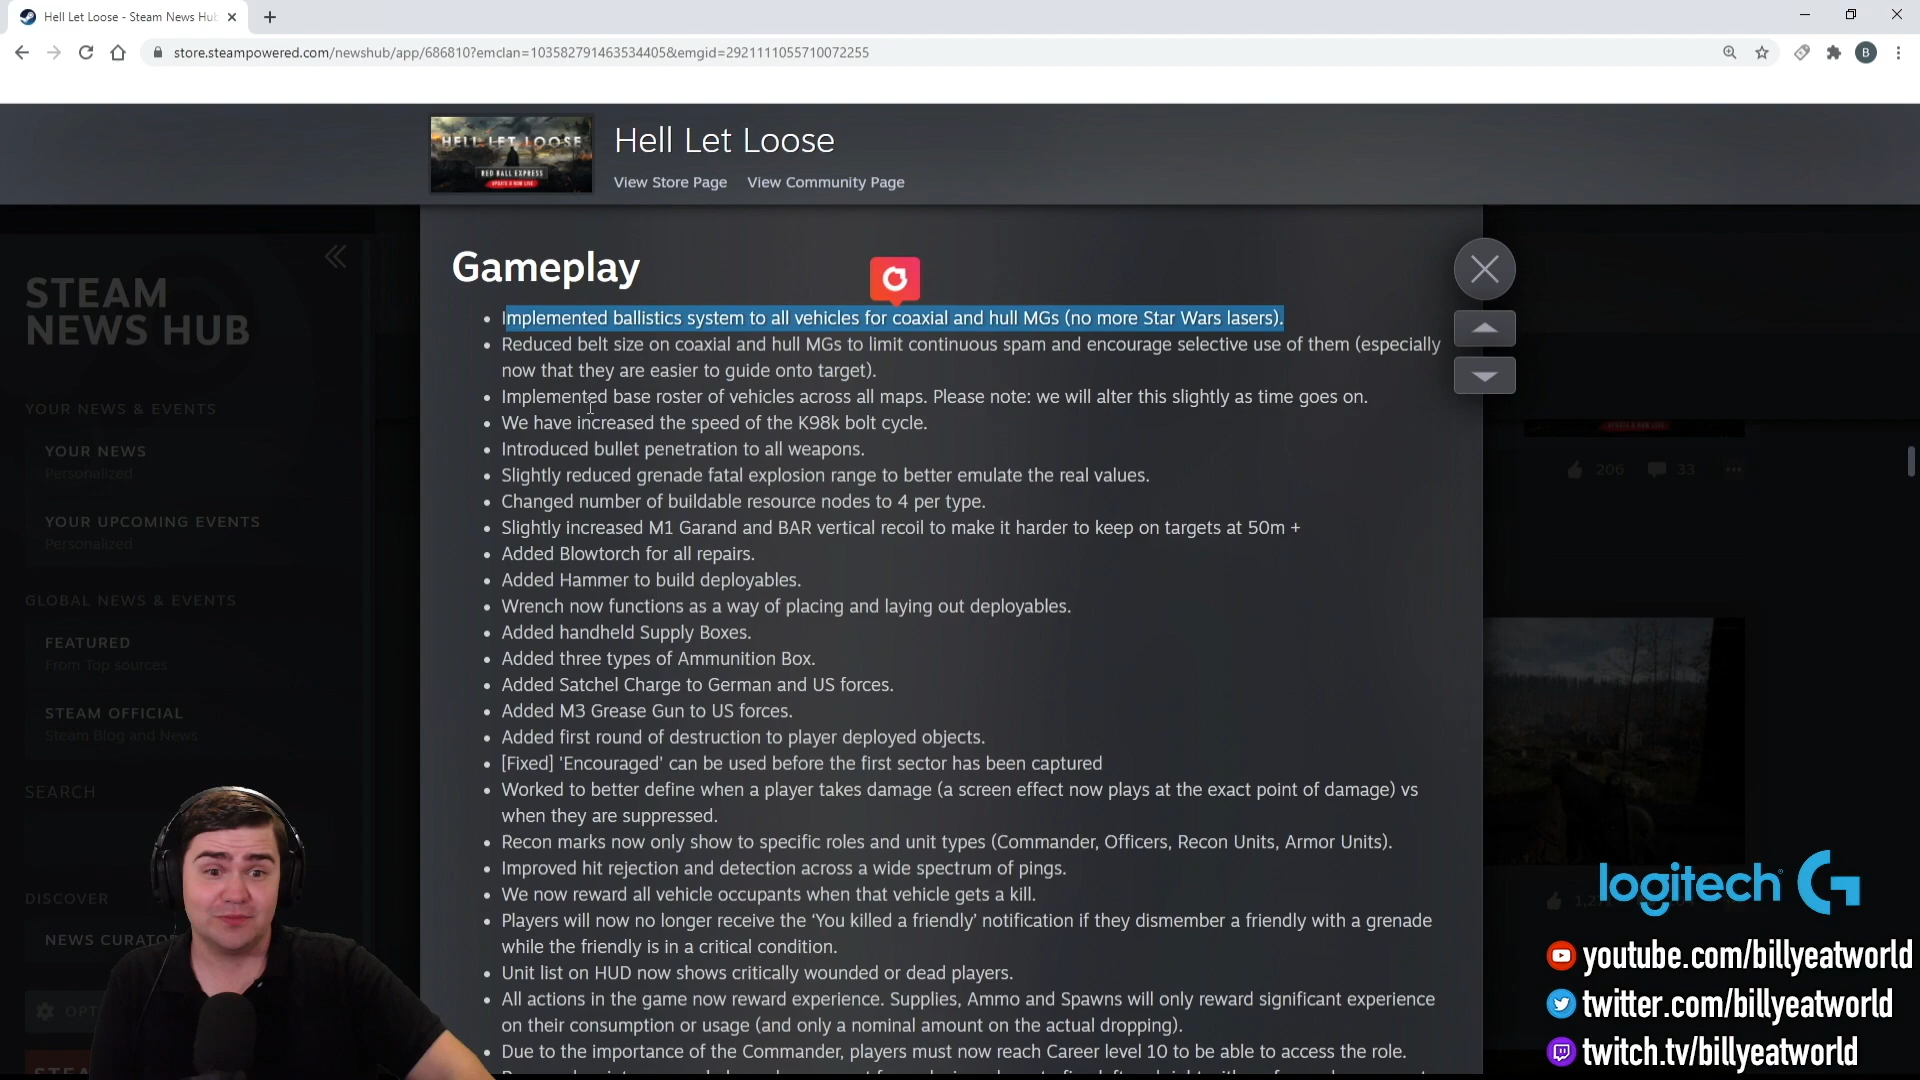 Hell Let Loose - Steam News Hub
store.steampowered.com/newshub/app/686810?emclan=103582791463534405&emgid=2921111055710072255
B
HELL LET LOOSE
RED BALL EXPRESS
UPDATE 8 NOW LIVE
Hell Let Loose
View Store Page View Community Page
STEAM
NEWS HUB
YOUR NEWS & EVENTS
YOUR NEWS
Personalized
YOUR UPCOMING EVENTS
Personalized
GLOBAL NEWS & EVENTS
FEATURED
From Top sources
STEAM OFFICIAL
Steam Blog and News
SEARCH
DISCOVER
NEWS CURATO
OPT
STEA
Gameplay
• Implemented ballistics system to all vehicles for coaxial and hull MGs (no more Star Wars lasers).
• Reduced belt size on coaxial and hull MGs to limit continuous spam and encourage selective use of them (especially
now that they are easier to guide onto target).
• Implemented base roster of vehicles across all maps. Please note: we will alter this slightly as time goes on.
• We have increased the speed of the K98k bolt cycle.
• Introduced bullet penetration to all weapons.
• Slightly reduced grenade fatal explosion range to better emulate the real values.
• Changed number of buildable resource nodes to 4 per type.
• Slightly increased M1 Garand and BAR vertical recoil to make it harder to keep on targets at 50m +
• Added Blowtorch for all repairs.
• Added Hammer to build deployables.
• Wrench now functions as a way of placing and laying out deployables.
• Added handheld Supply Boxes.
• Added three types of Ammunition Box.
• Added Satchel Charge to German and US forces.
• Added M3 Grease Gun to US forces.
• Added first round of destruction to player deployed objects.
• [Fixed] 'Encouraged' can be used before the first sector has been captured
• Worked to better define when a player takes damage (a screen effect now plays at the exact point of damage) vs
when they are suppressed.
• Recon marks now only show to specific roles and unit types (Commander, Officers, Recon Units, Armor Units).
• Improved hit rejection and detection across a wide spectrum of pings.
• We now reward all vehicle occupants when that vehicle gets a kill.
• Players will now no longer receive the ‘You killed a friendly’ notification if they dismember a friendly with a grenade
while the friendly is in a critical condition.
• Unit list on HUD now shows critically wounded or dead players.
• All actions in the game now reward experience. Supplies, Ammo and Spawns will only reward significant experience
on their consumption or usage (and only a nominal amount on the actual dropping).
• Due to the importance of the Commander, players must now reach Career level 10 to be able to access the role.
206 33
logitech G
youtube.com/billyeatworld
twitter.com/billyeatworld
twitch.tv/billyeatworld